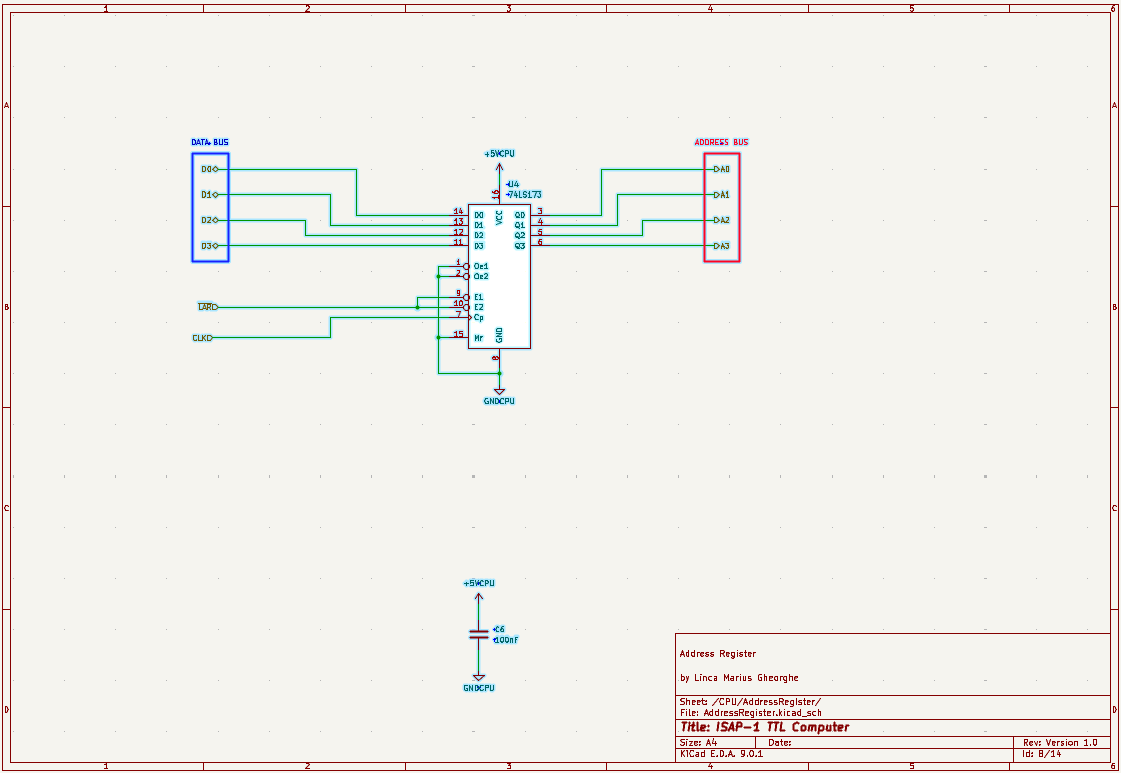 1 2 3 4 5 6
A A
DATA BUS
ADDRESS BUS
+5VCPU
D0 A0
U4
74LS173
D1 A1
D2 A2
D3 A3
16
VCC
14 D0 Q0 3
13 D1 Q1 4
12 D2 Q2 5
11 D3 Q3 6
1 Oe1
2 Oe2
9 E1
B LAR 10 E2 B
7 Cp
CLK 15 Mr
GND
8
GNDCPU
C C
+5VCPU
C6
100nF
GNDCPU
Address Register
by Linca Marius Gheorghe
Sheet: /CPU/AddressRegister/
File: AddressRegister.kicad_sch
D D
Title: ISAP-1 TTL Computer
Size: A4 Date: Rev: Version 1.0
KiCad E.D.A. 9.0.1 Id: 8/14
1 2 3 4 5 6